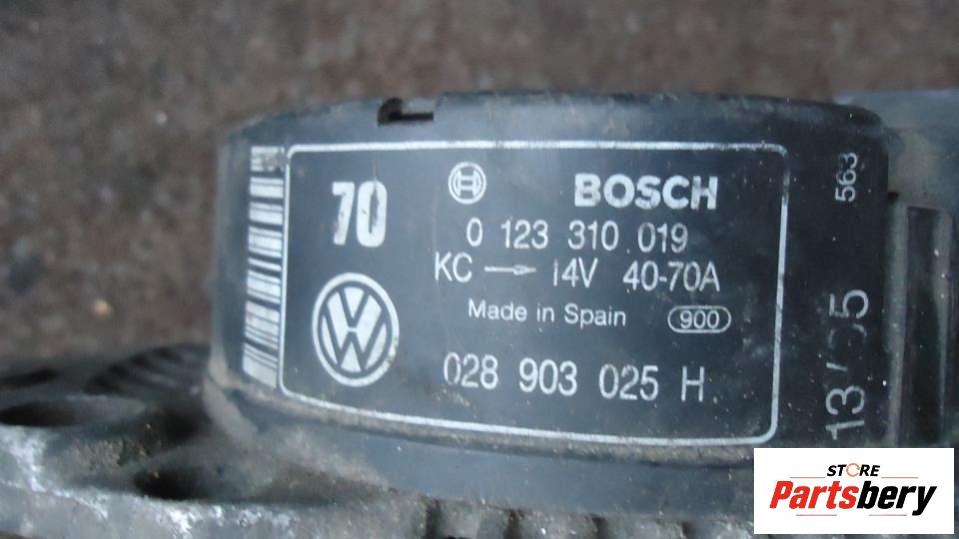 70
BOSCH
0 123 310 019
KC → 14V 40-70A
Made in Spain 900
VW
028 903 025 H
563
STORE
Partsbery